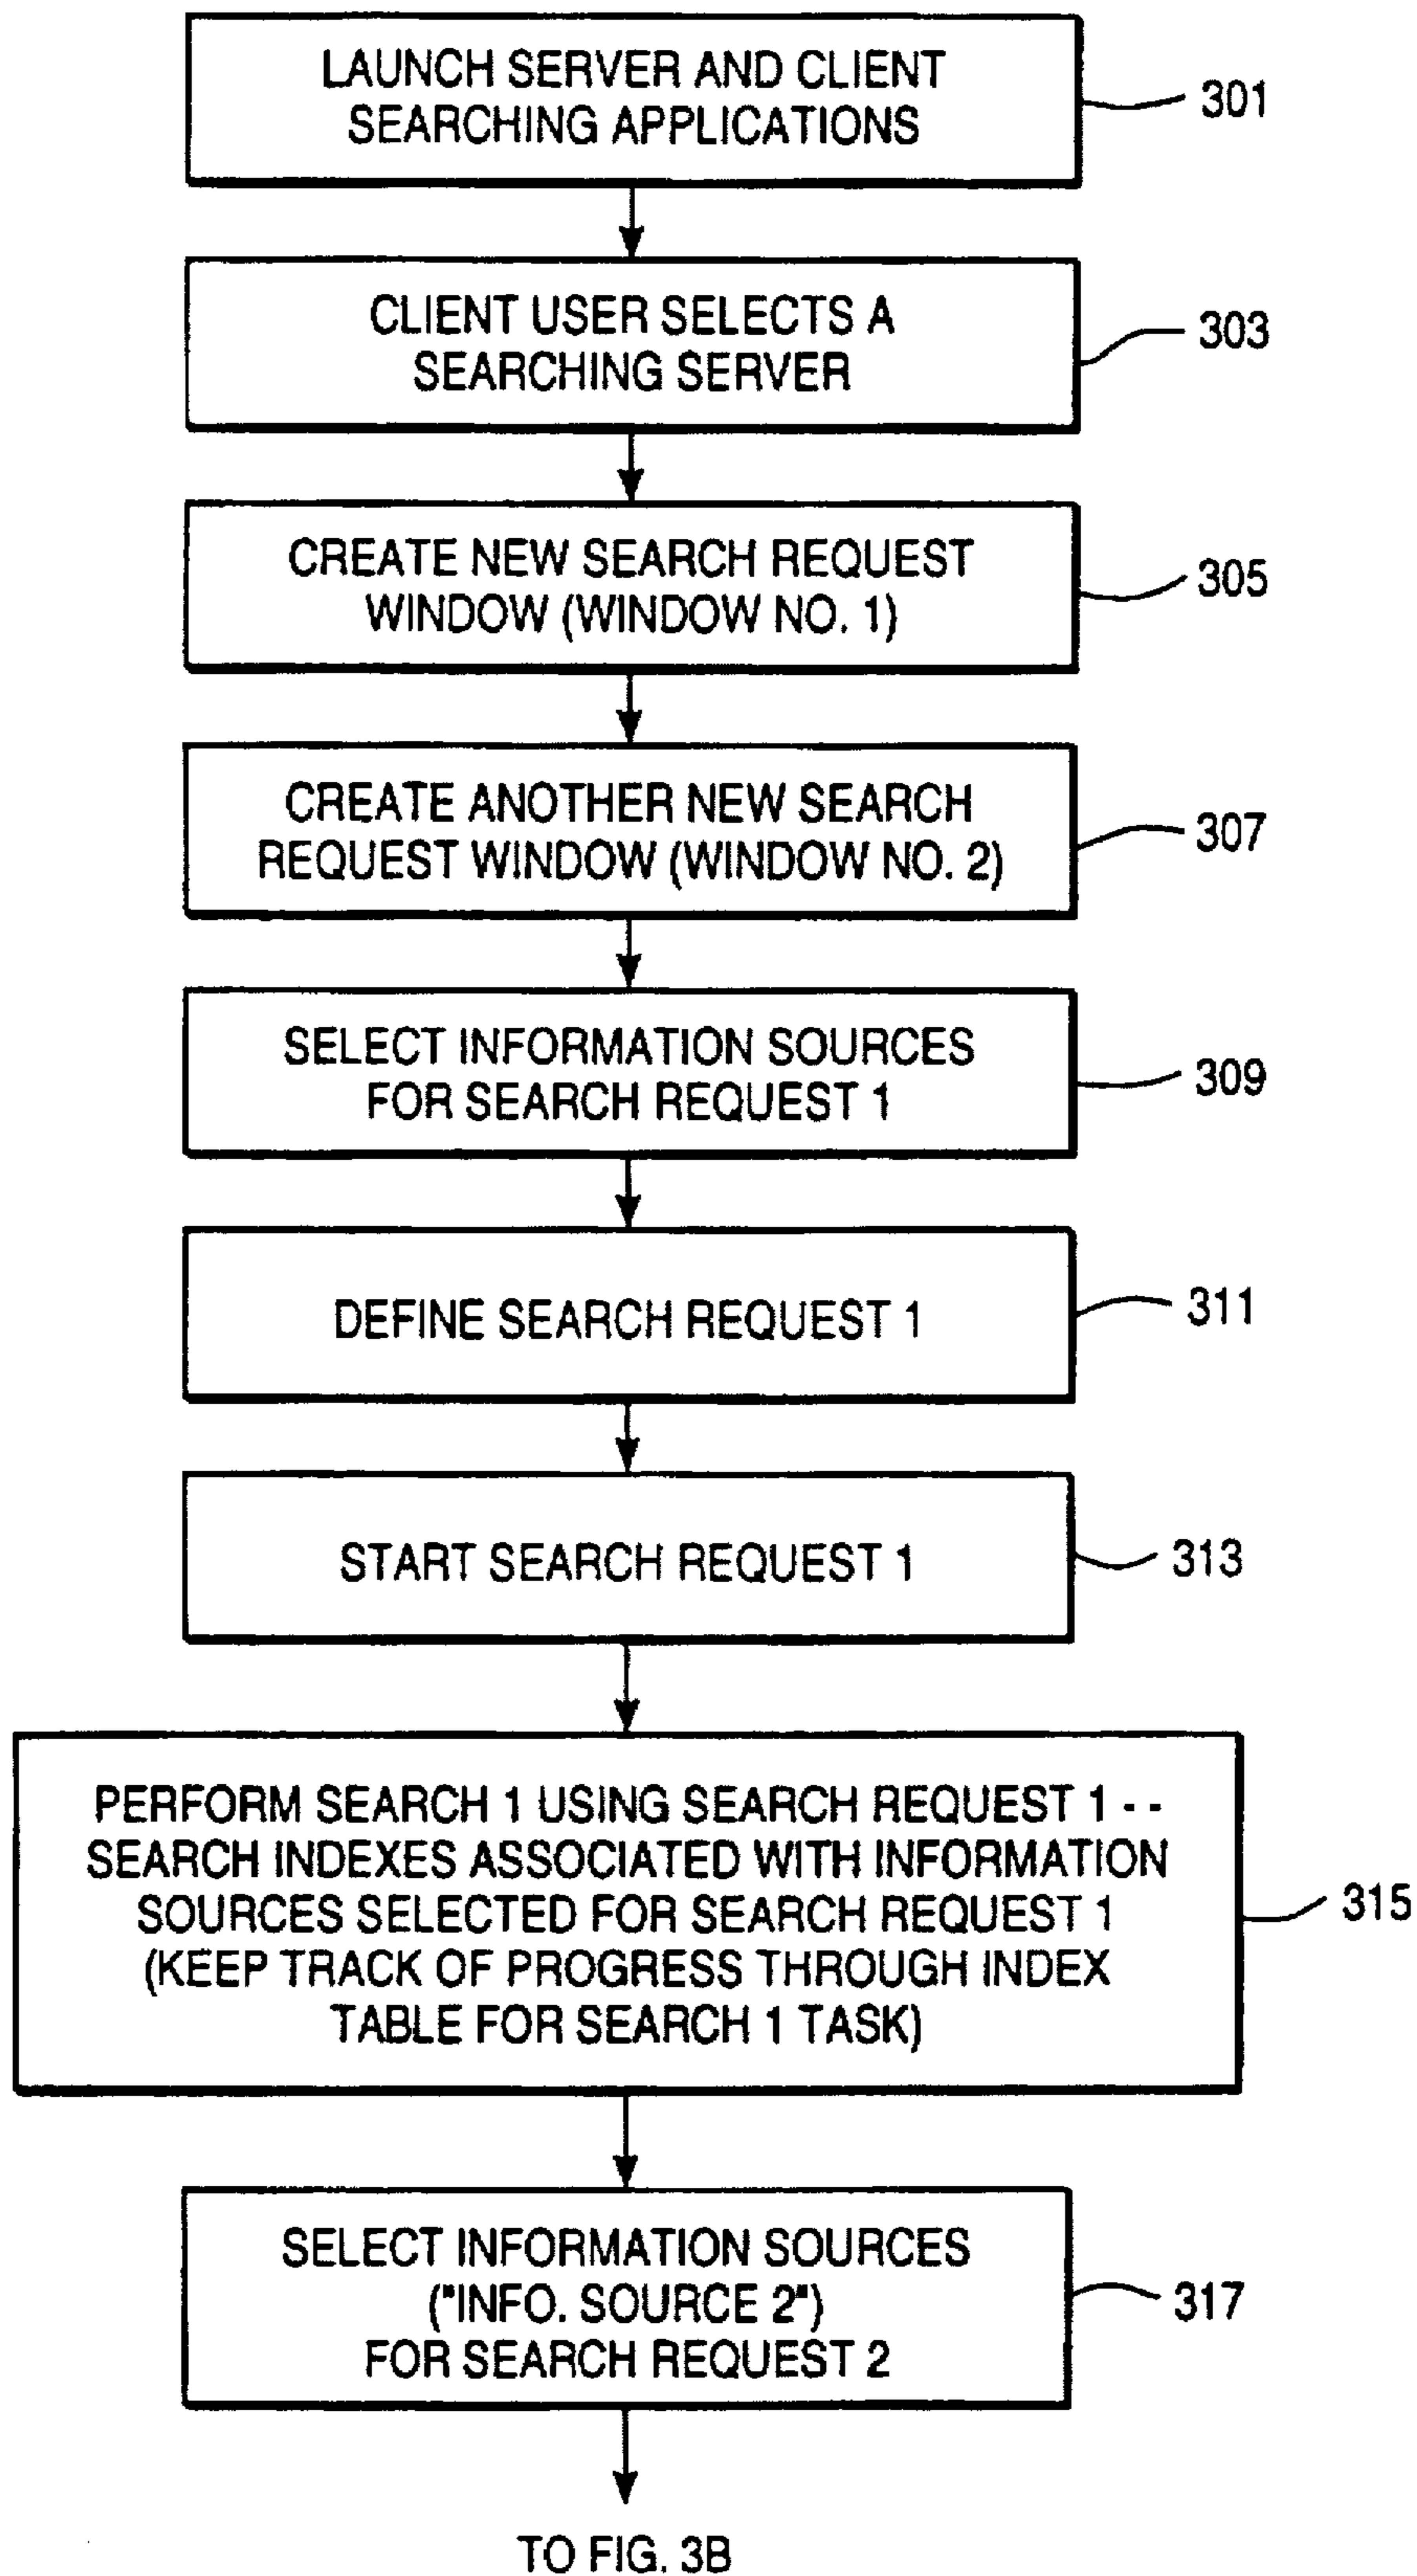 LAUNCH SERVER AND CLIENT
SEARCHING APPLICATIONS
301
CLIENT USER SELECTS A
SEARCHING SERVER
303
CREATE NEW SEARCH REQUEST
WINDOW (WINDOW NO. 1)
305
CREATE ANOTHER NEW SEARCH
REQUEST WINDOW (WINDOW NO. 2)
307
SELECT INFORMATION SOURCES
FOR SEARCH REQUEST 1
309
DEFINE SEARCH REQUEST 1
311
START SEARCH REQUEST 1
313
PERFORM SEARCH 1 USING SEARCH REQUEST 1 - -
SEARCH INDEXES ASSOCIATED WITH INFORMATION
SOURCES SELECTED FOR SEARCH REQUEST 1
(KEEP TRACK OF PROGRESS THROUGH INDEX
TABLE FOR SEARCH 1 TASK)
315
SELECT INFORMATION SOURCES
("INFO. SOURCE 2")
FOR SEARCH REQUEST 2
317
TO FIG. 3B